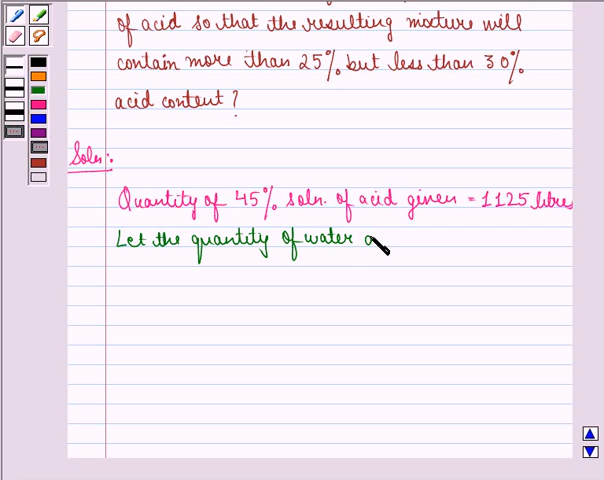 of acid so that the resulting mixture will
contain more than 25% but less than 30%
acid content?
Soln:
Quantity of 45% soln. of acid given = 1125 litres
Let the quantity of water a